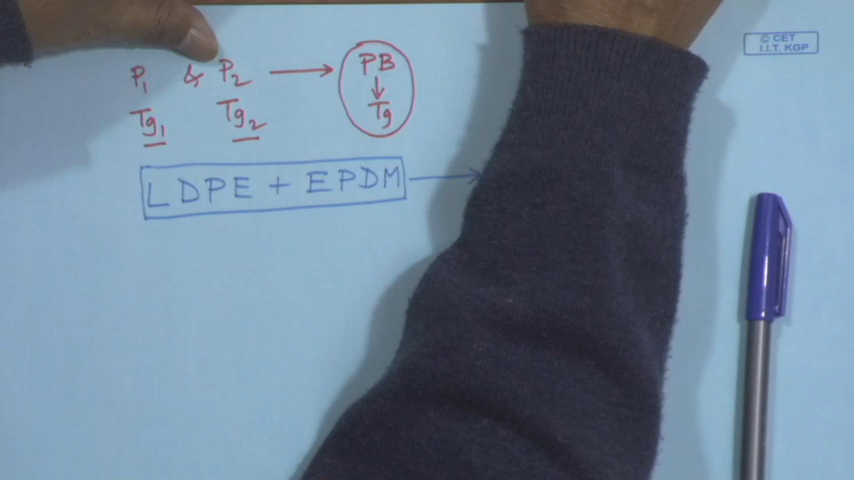 P₁ & P₂ → PB
↓
Tg₁ Tg₂ Tg
LDPE + EPDM →
© CET
I.I.T. KGP